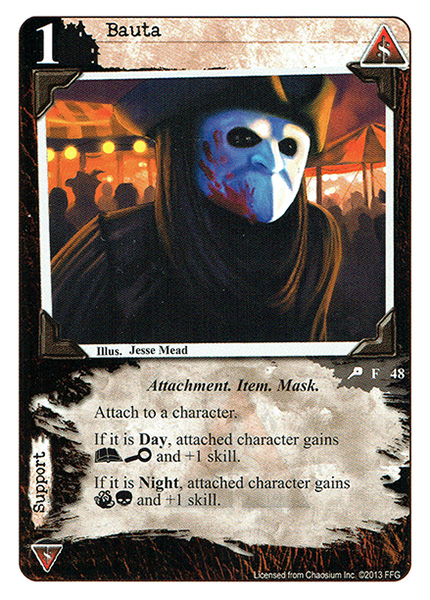 1
Bauta
Illus. Jesse Mead
F 48
Attachment. Item. Mask.
Attach to a character.
If it is Day, attached character gains
and +1 skill.
If it is Night, attached character gains
and +1 skill.
Support
Licensed from Chaosium Inc. ©2013 FFG